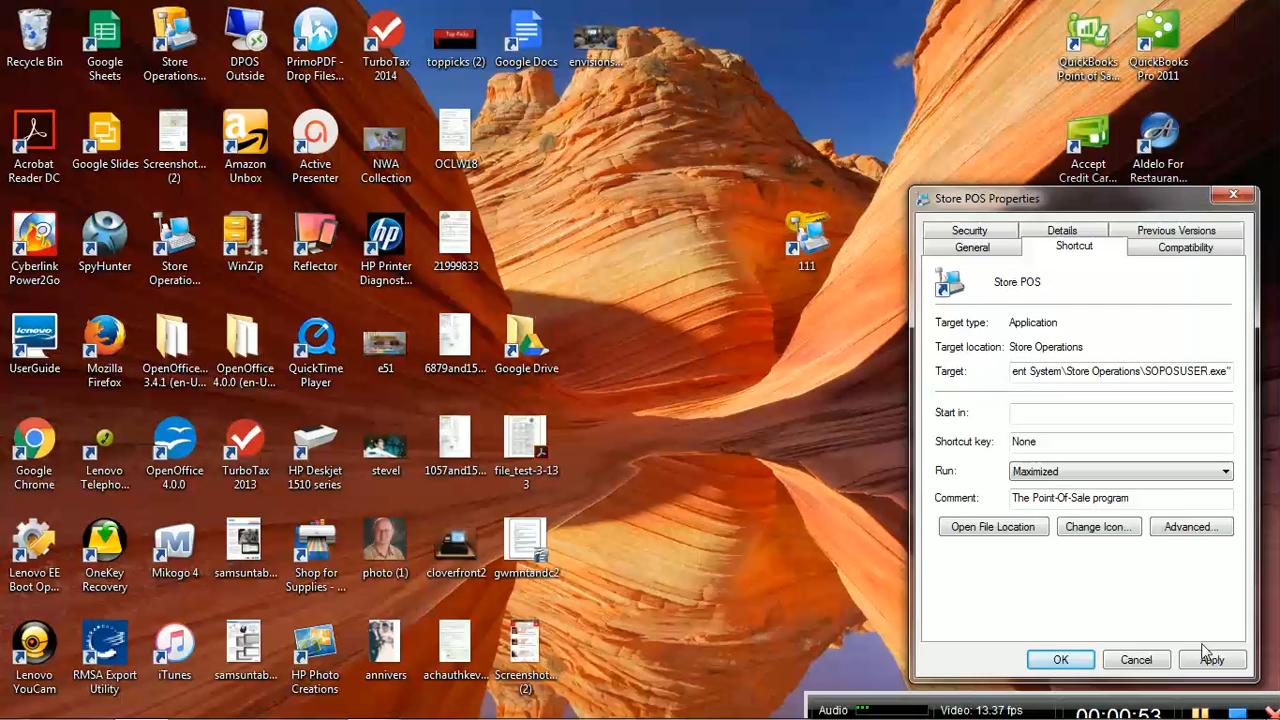 Recycle Bin
Google Sheets
Store Operations...
DPOS Outside
PrimoPDF - Drop Files...
TurboTax 2014
Top Picks
toppicks (2)
Google Docs
envisions...
QuickBooks Point of Sa...
QuickBooks Pro 2011
Acrobat Reader DC
Google Slides
Screenshot... (2)
Amazon Unbox
Active Presenter
NWA Collection
OCLW18
Accept Credit Car...
Aldelo For Restauran...
Cyberlink Power2Go
SpyHunter
Store Operatio...
WinZip
Reflector
HP Printer Diagnost...
21999833
111
lenovo
UserGuide
Mozilla Firefox
OpenOffice 3.4.1 (en-U...
OpenOffice 4.0.0 (en-U...
QuickTime Player
e51
6879and15...
Google Drive
Google Chrome
Lenovo Telepho...
OpenOffice 4.0.0
TurboTax 2013
HP Deskjet 1510 series
stevel
1057and15...
file_test-3-13 3
Lenovo EE Boot Op...
OneKey Recovery
Mikogo 4
samsuntab...
Shop for Supplies - ...
photo (1)
cloverfront2
gwmntandc2
Lenovo YouCam
RMSA Export Utility
iTunes
samsuntab...
HP Photo Creations
annivers
achauthkev...
Screenshot... (2)
Store POS Properties
Security
Details
Previous Versions
General
Shortcut
Compatibility
Store POS
Target type: Application
Target location: Store Operations
Target: ent System\Store Operations\SOPOSUSER.exe"
Start in:
Shortcut key: None
Run: Maximized
Comment: The Point-Of-Sale program
Open File Location
Change Icon...
Advanced...
OK
Cancel
Apply
Audio
Video: 13.37 fps
00:00:53